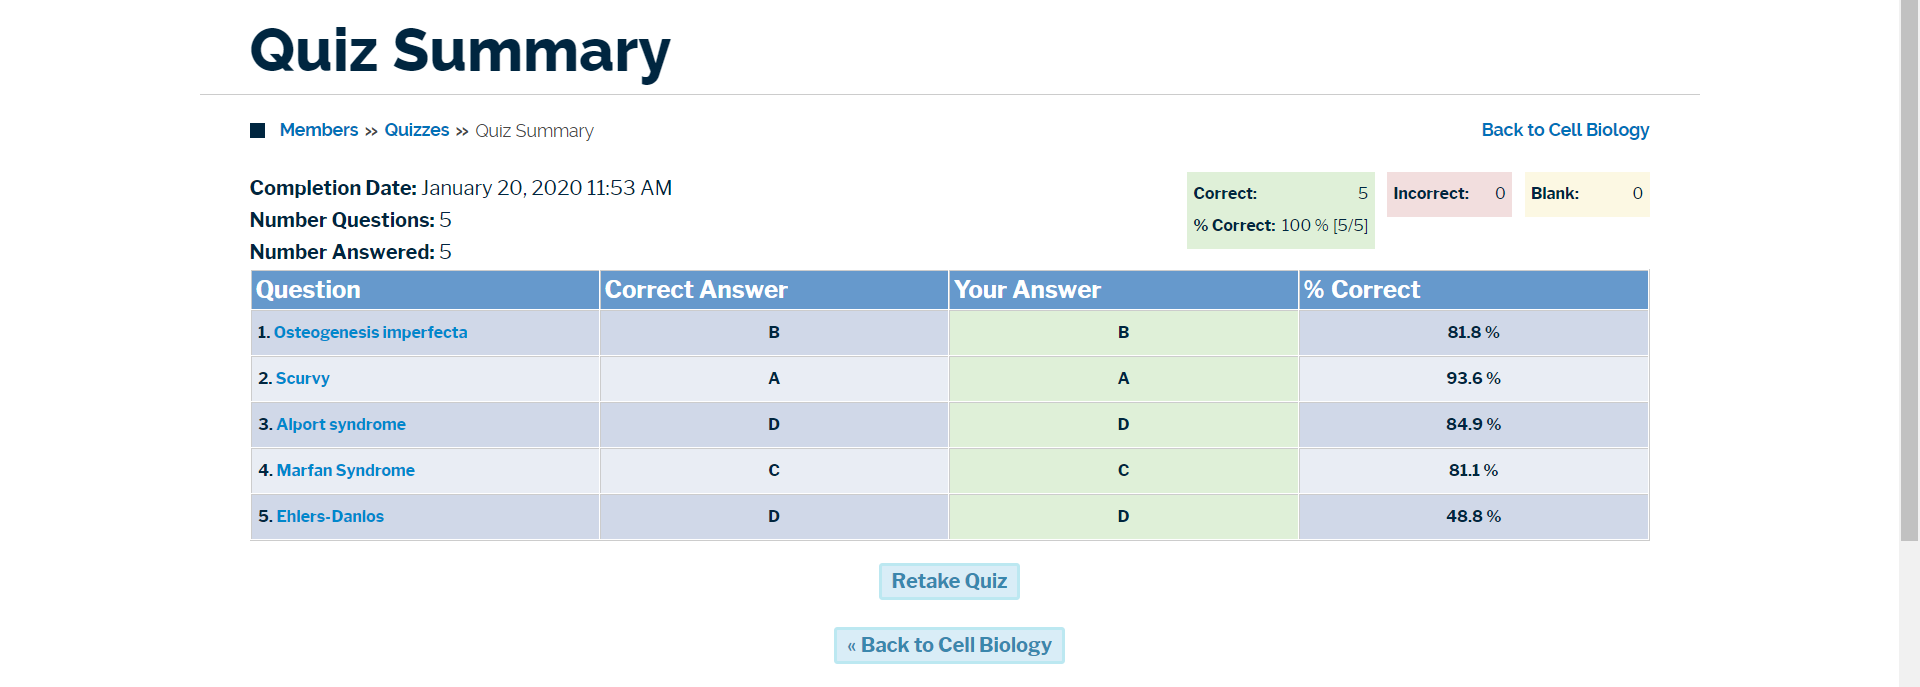 Quiz Summary
Members » Quizzes » Quiz Summary
Back to Cell Biology
Completion Date: January 20, 2020 11:53 AM
Number Questions: 5
Number Answered: 5
Correct: 5
% Correct: 100 % [5/5]
Incorrect: 0
Blank: 0
Question Correct Answer Your Answer % Correct
1. Osteogenesis imperfecta B B 81.8 %
2. Scurvy A A 93.6 %
3. Alport syndrome D D 84.9 %
4. Marfan Syndrome C C 81.1 %
5. Ehlers-Danlos D D 48.8 %
Retake Quiz
« Back to Cell Biology